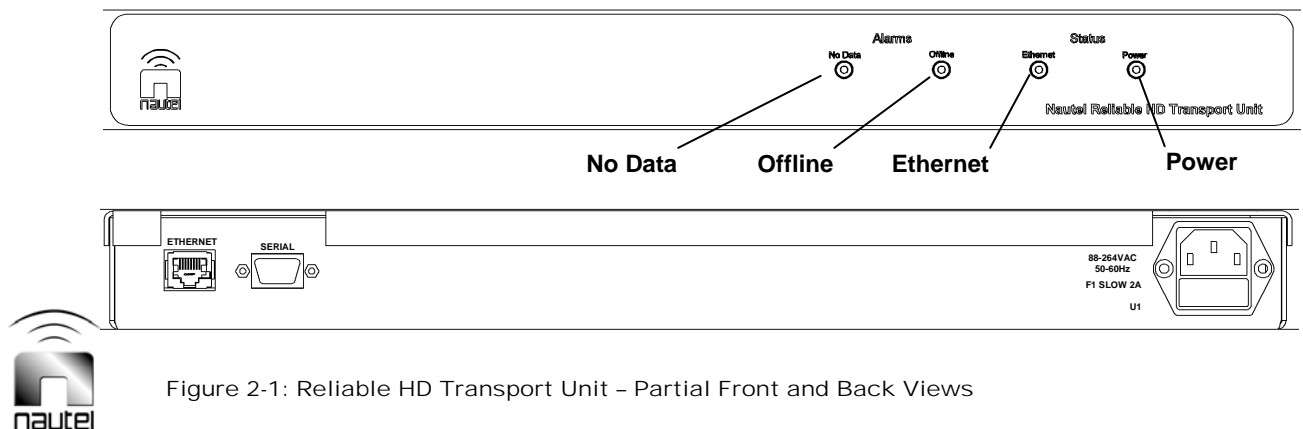 Alarms
Status
No Data
Offline
Ethernet
Power
nautel
Nautel Reliable HD Transport Unit
No Data
Offline
Ethernet
Power
ETHERNET
SERIAL
88-264VAC
50-60Hz
F1 SLOW 2A
U1
nautel
Figure 2-1: Reliable HD Transport Unit – Partial Front and Back Views